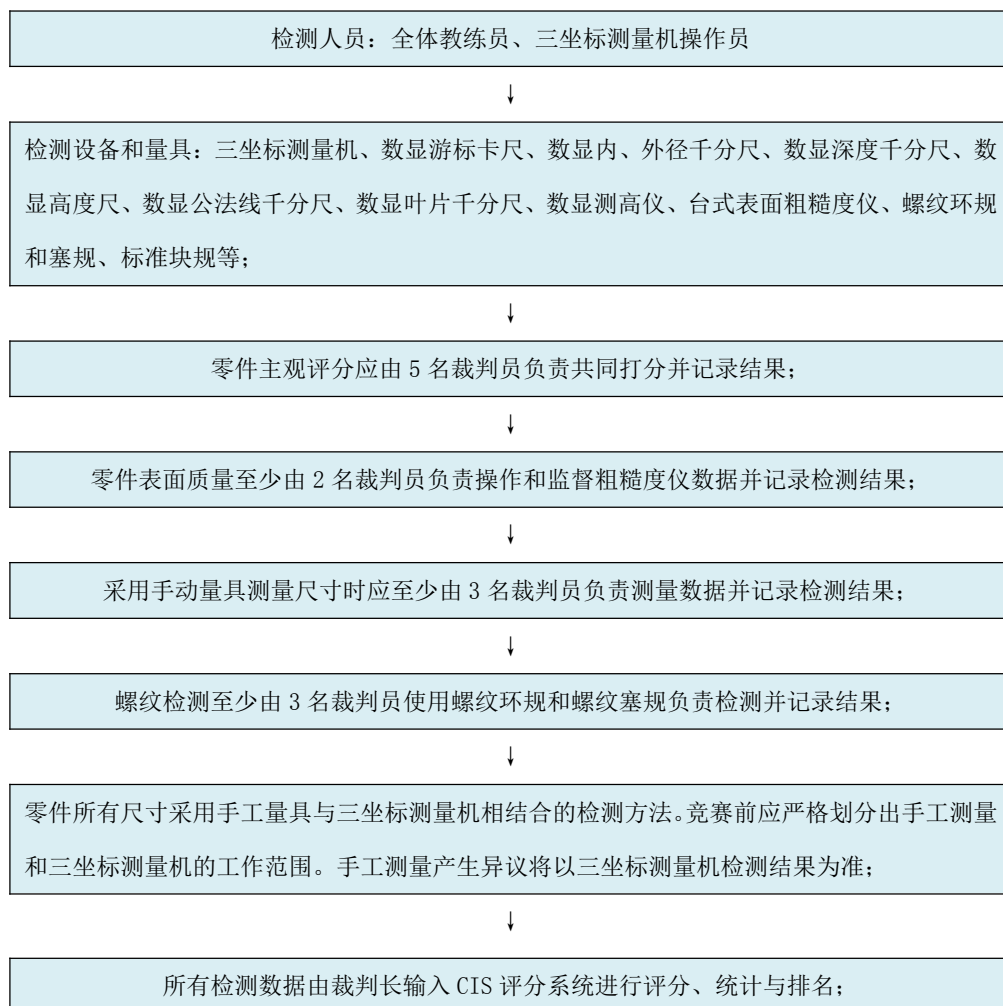 检测人员：全体教练员、三坐标测量机操作员
↓
检测设备和量具：三坐标测量机、数显游标卡尺、数显内、外径千分尺、数显深度千分尺、数
显高度尺、数显公法线千分尺、数显叶片千分尺、数显测高仪、台式表面粗糙度仪、螺纹环规
和塞规、标准块规等；
↓
零件主观评分应由 5 名裁判员负责共同打分并记录结果；
↓
零件表面质量至少由 2 名裁判员负责操作和监督粗糙度仪数据并记录检测结果；
↓
采用手动量具测量尺寸时应至少由 3 名裁判员负责测量数据并记录检测结果；
↓
螺纹检测至少由 3 名裁判员使用螺纹环规和螺纹塞规负责检测并记录结果；
↓
零件所有尺寸采用手工量具与三坐标测量机相结合的检测方法。竞赛前应严格划分出手工测量
和三坐标测量机的工作范围。手工测量产生异议将以三坐标测量机检测结果为准；
↓
所有检测数据由裁判长输入 CIS 评分系统进行评分、统计与排名；